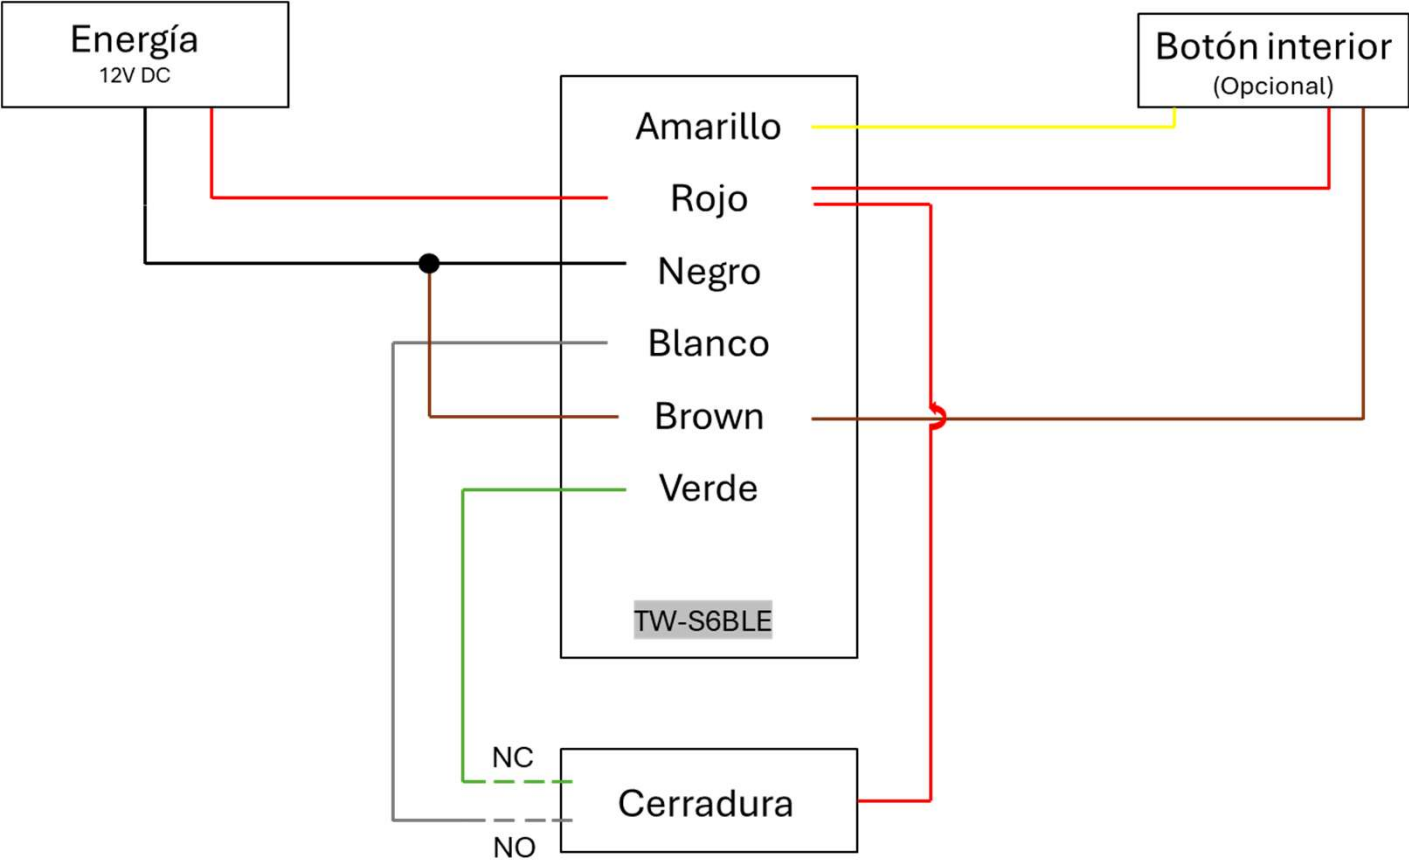 Energía
12V DC
Botón interior
(Opcional)
Amarillo
Rojo
Negro
Blanco
Brown
Verde
TW-S6BLE
NC
Cerradura
NO